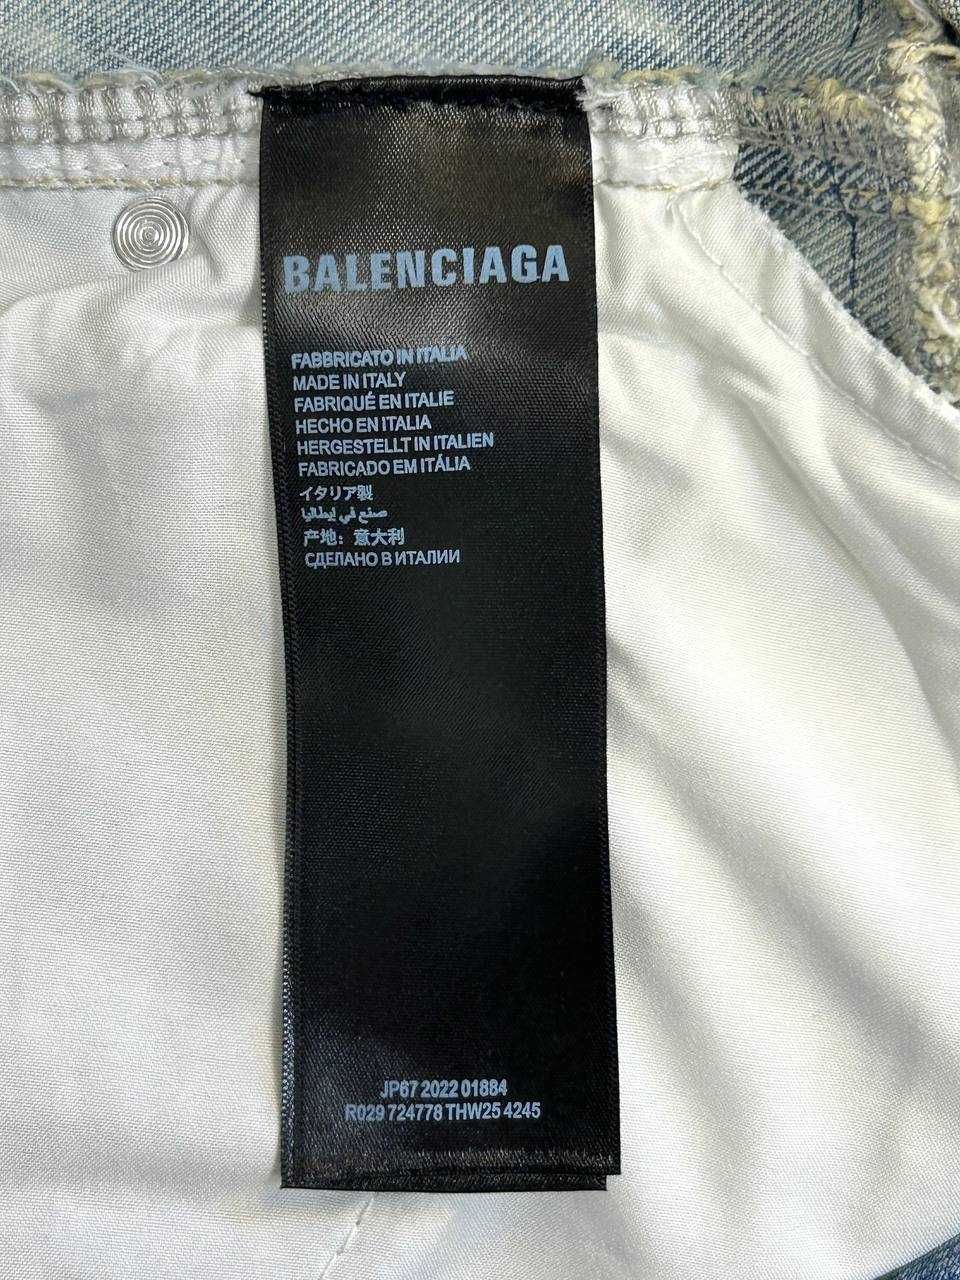 BALENCIAGA
FABBRICATO IN ITALIA
MADE IN ITALY
FABRIQUÉ EN ITALIE
HECHO EN ITALIA
HERGESTELLT IN ITALIEN
FABRICADO EM ITÁLIA
イタリア製
صنع في إيطاليا
产地：意大利
СДЕЛАНО В ИТАЛИИ
JP67 2022 01884
R029 724778 THW25 4245